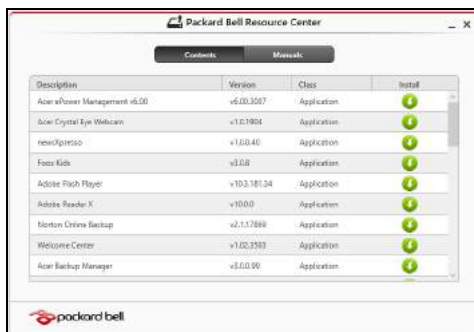 Packard Bell Resource Center
Contents Manuals
Description Version Class Install
Acer ePower Management v6.00 v6.00.3007 Application
Acer Crystal Eye Webcam v1.0.1904 Application
newsXpresso v1.0.0.40 Application
Fooz Kids v3.0.8 Application
Adobe Flash Player v10.3.181.34 Application
Adobe Reader X v10.0.0 Application
Norton Online Backup v2.1.17869 Application
Welcome Center v1.02.3503 Application
Acer Backup Manager v3.0.0.99 Application
packard bell